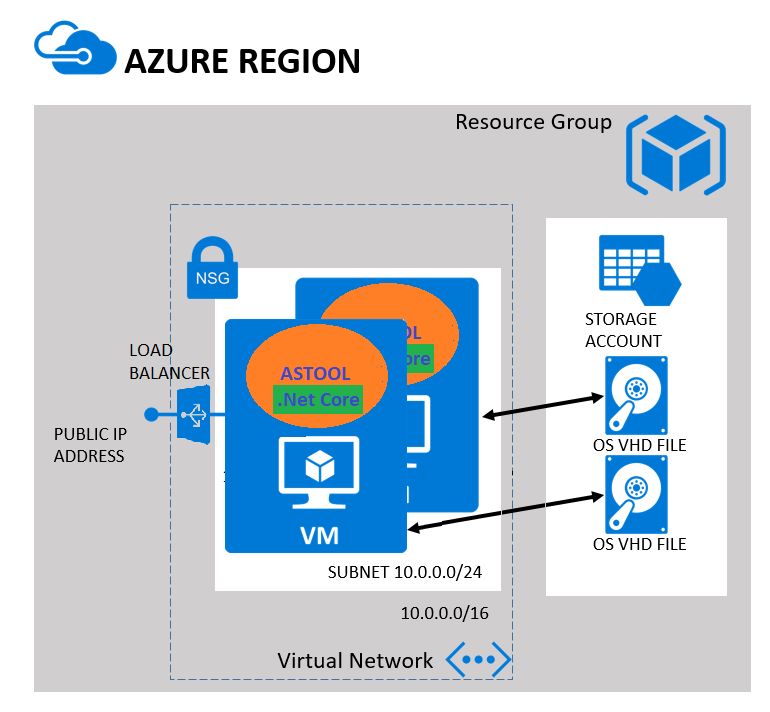 AZURE REGION
Resource Group
NSG
STORAGE
ACCOUNT
LOAD
BALANCER
OL
ore
ASTOOL
.Net Core
PUBLIC IP
ADDRESS
OS VHD FILE
VM
OS VHD FILE
SUBNET 10.0.0.0/24
10.0.0.0/16
Virtual Network